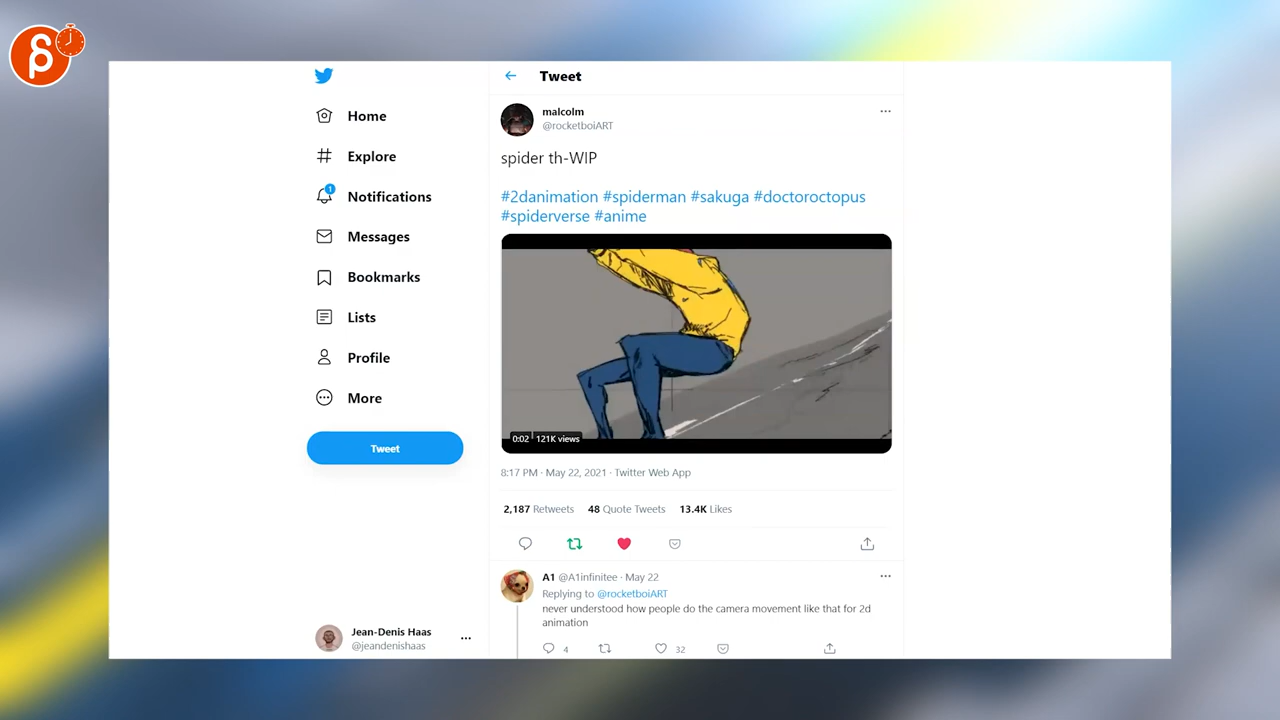 Home
Explore
1
Notifications
Messages
Bookmarks
Lists
Profile
More
Tweet
Jean-Denis Haas
@jeandenishaas
Tweet
malcolm
@rocketboiART
spider th-WIP
#2danimation #spiderman #sakuga #doctoroctopus
#spiderverse #anime
0:02 121K views
8:17 PM · May 22, 2021 · Twitter Web App
2,187 Retweets 48 Quote Tweets 13.4K Likes
A1 @A1infinitee · May 22
Replying to @rocketboiART
never understood how people do the camera movement like that for 2d
animation
4 32